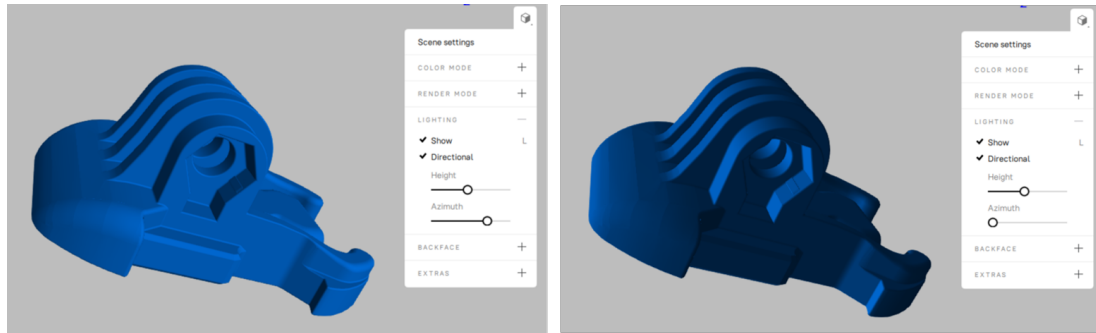 Scene settings
COLOR MODE
RENDER MODE
LIGHTING
Show L
Directional
Height
Azimuth
BACKFACE
EXTRAS
Scene settings
COLOR MODE
RENDER MODE
LIGHTING
Show L
Directional
Height
Azimuth
BACKFACE
EXTRAS